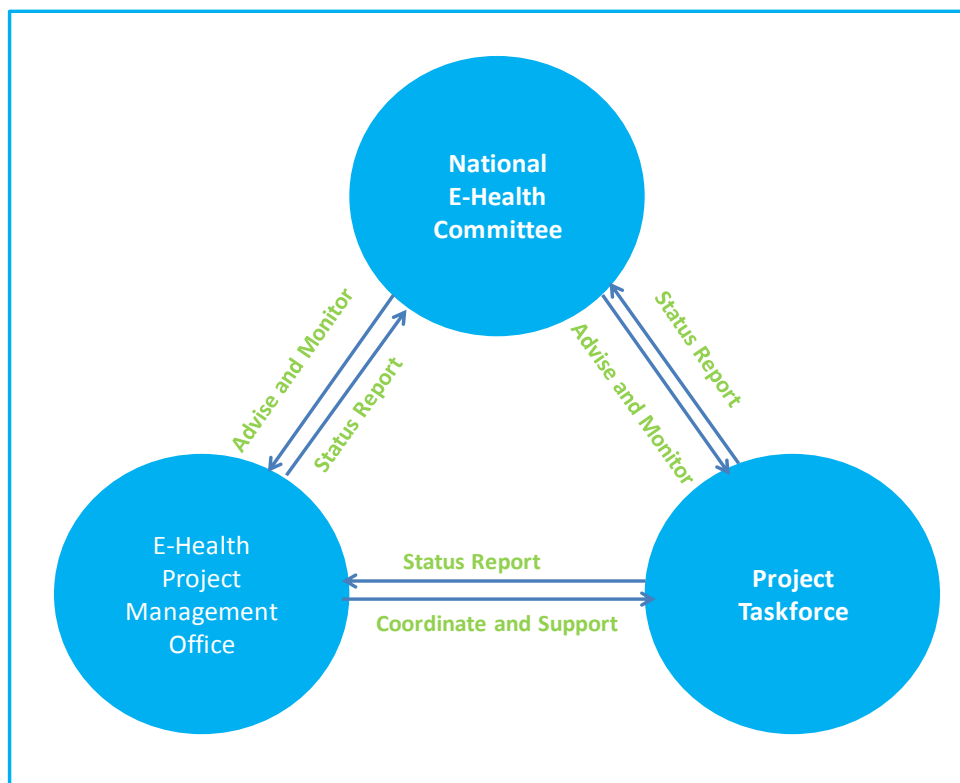 National
E-Health
Committee
Advise and Monitor
Status Report
Advise and Monitor
Status Report
E-Health
Project
Management
Office
Status Report
Coordinate and Support
Project
Taskforce